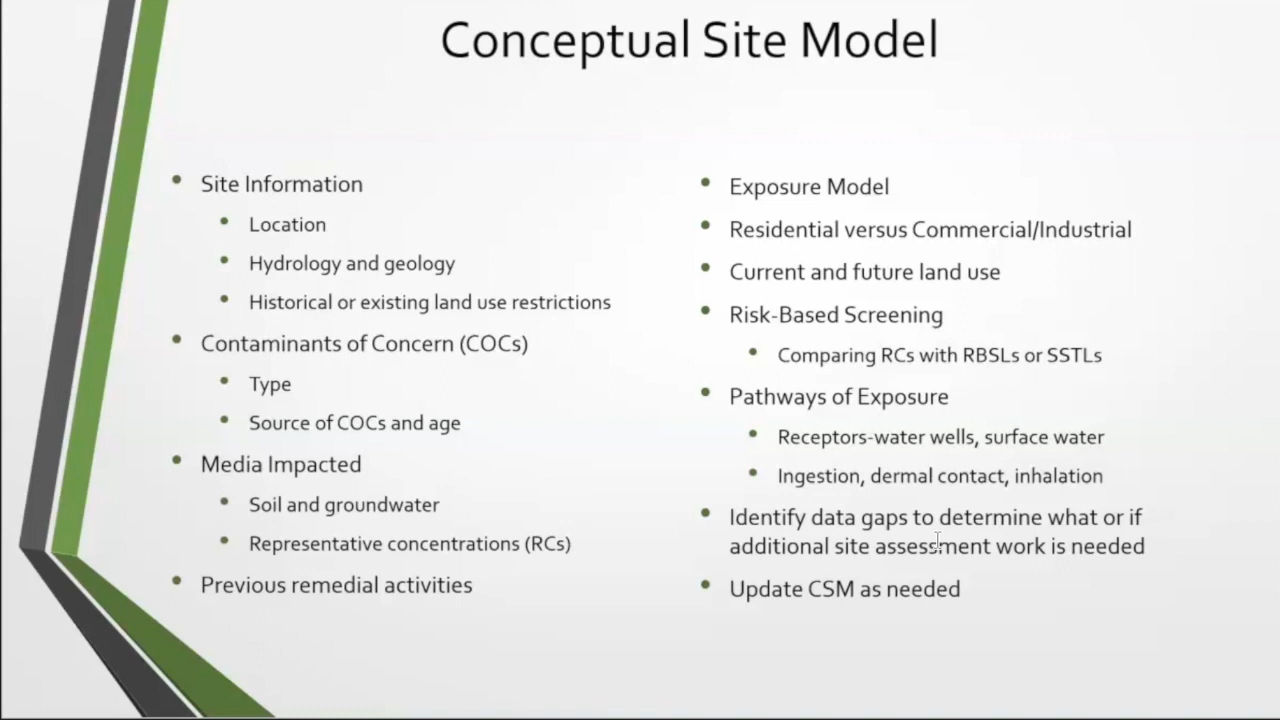 Conceptual Site Model
Site Information
Location
Hydrology and geology
Historical or existing land use restrictions
Contaminants of Concern (COCs)
Type
Source of COCs and age
Media Impacted
Soil and groundwater
Representative concentrations (RCs)
Previous remedial activities
Exposure Model
Residential versus Commercial/Industrial
Current and future land use
Risk-Based Screening
Comparing RCs with RBSLs or SSTLs
Pathways of Exposure
Receptors-water wells, surface water
Ingestion, dermal contact, inhalation
Identify data gaps to determine what or if
additional site assessment work is needed
Update CSM as needed